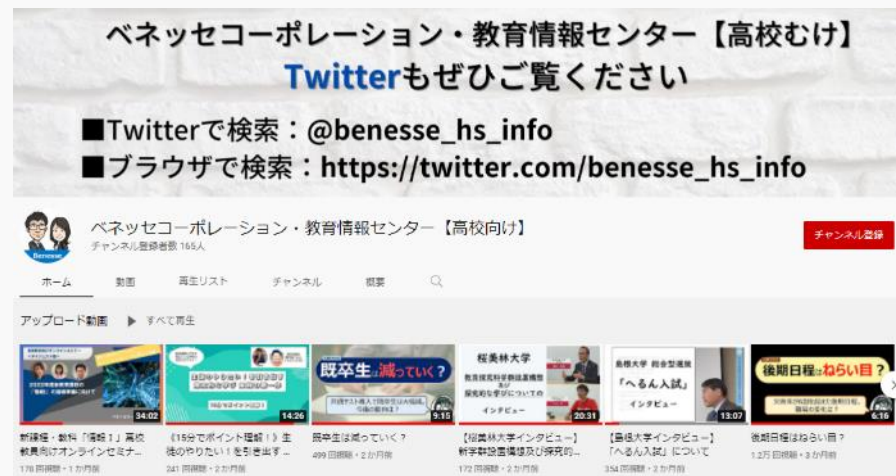 ベネッセコーポレーション・教育情報センター【高校むけ】
Twitterもぜひご覧ください
■Twitterで検索：@benesse_hs_info
■ブラウザで検索：https://twitter.com/benesse_hs_info
Benesse
ベネッセコーポレーション・教育情報センター【高校向け】
チャンネル登録者数 165人
チャンネル登録
ホーム 動画 再生リスト チャンネル 概要
アップロード動画 ▶ すべて再生
34:02
14:26
既卒生は減っていく？
9:15
桜美林大学
インタビュー
20:31
島根大学 総合型選抜
「へるん入試」
インタビュー
13:07
後期日程はねらい目？
6:16
新課程・教科「情報Ⅰ」高校教員向けオンラインセミナ...
178 回視聴・1 か月前
《15分でポイント理解！》生徒のやりたい！を引き出す...
241 回視聴・2 か月前
既卒生は減っていく？
499 回視聴・2 か月前
【桜美林大学インタビュー】新学群設置構想及び探究的...
172 回視聴・2 か月前
【島根大学インタビュー】「へるん入試」について
354 回視聴・2 か月前
後期日程はねらい目？
1.2万 回視聴・3 か月前